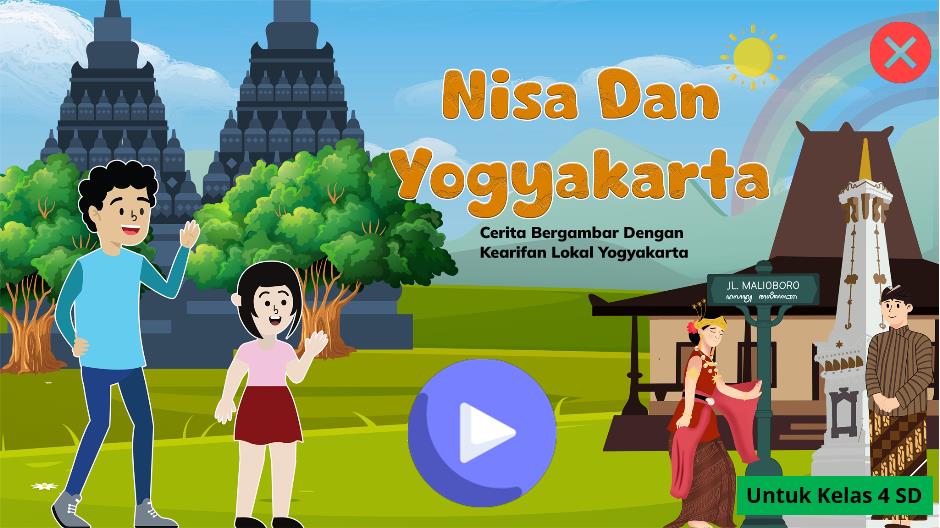 Nisa Dan
Yogyakarta
Cerita Bergambar Dengan
Kearifan Lokal Yogyakarta
JL. MALIOBORO
Untuk Kelas 4 SD